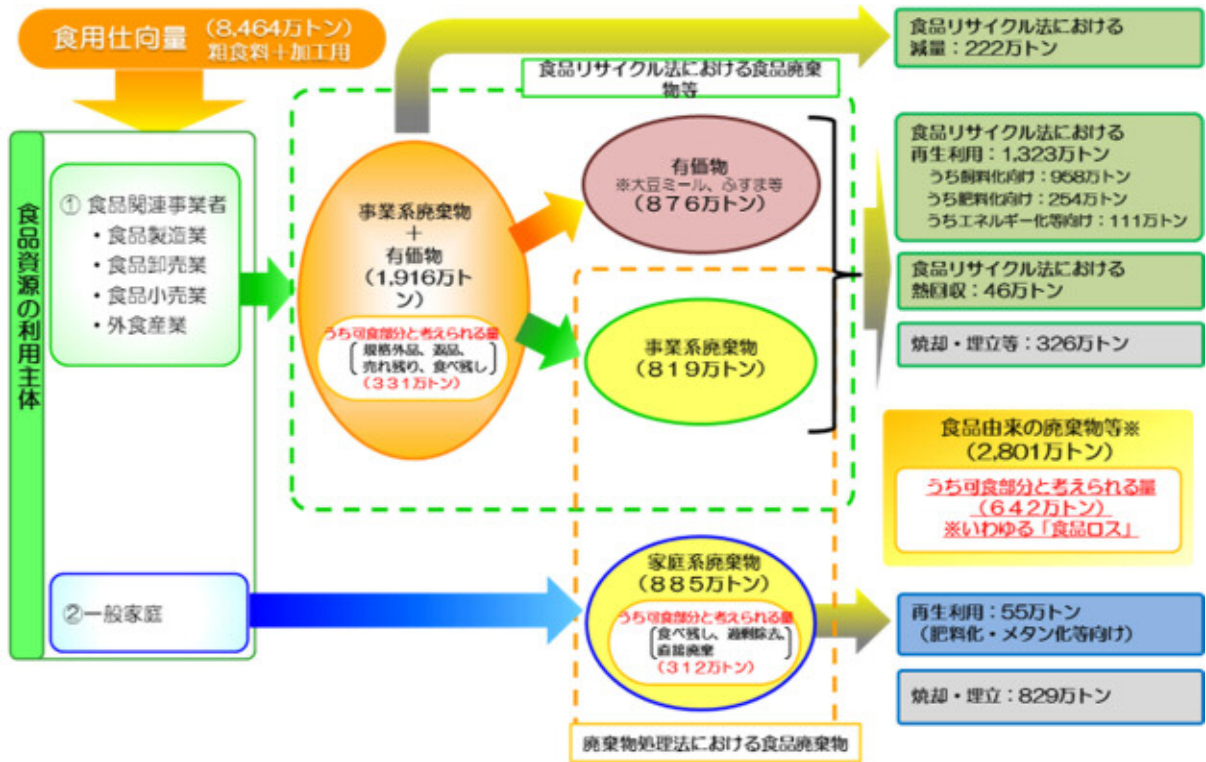 食用仕向量 (8,464万トン)
粗食料+加工用
食品リサイクル法における
減量:222万トン
食品リサイクル法における食品廃棄
物等
食品資源の利用主体
① 食品関連事業者
・食品製造業
・食品卸売業
・食品小売業
・外食産業
事業系廃棄物
+
有価物
(1,916万ト
ン)
うち可食部分と考えられる量
規格外品、返品、
売れ残り、食べ残し
(331万トン)
有価物
※大豆ミール、ふすま等
(876万トン)
事業系廃棄物
(819万トン)
食品リサイクル法における
再生利用:1,323万トン
うち飼料化向け:958万トン
うち肥料化向け:254万トン
うちエネルギー化等向け:111万トン
食品リサイクル法における
熱回収:46万トン
焼却・埋立等:326万トン
食品由来の廃棄物等※
(2,801万トン)
うち可食部分と考えられる量
(642万トン)
※いわゆる「食品ロス」
②一般家庭
家庭系廃棄物
(885万トン)
うち可食部分と考えられる量
食べ残し、過剰除去、
直接廃棄
(312万トン)
再生利用:55万トン
(肥料化・メタン化等向け)
焼却・埋立:829万トン
廃棄物処理法における食品廃棄物